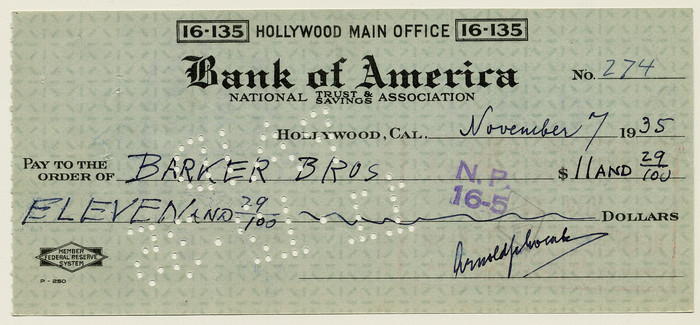 16-135 HOLLYWOOD MAIN OFFICE 16-135
Bank of America
NATIONAL TRUST & SAVINGS ASSOCIATION
No. 274
HOLLYWOOD, CAL. November 7 1935
PAY TO THE ORDER OF BARKER BROS $ 11 AND 29/100
N.P.
16-5
ELEVEN AND 29/100 DOLLARS
MEMBER
FEDERAL RESERVE
SYSTEM
P-250